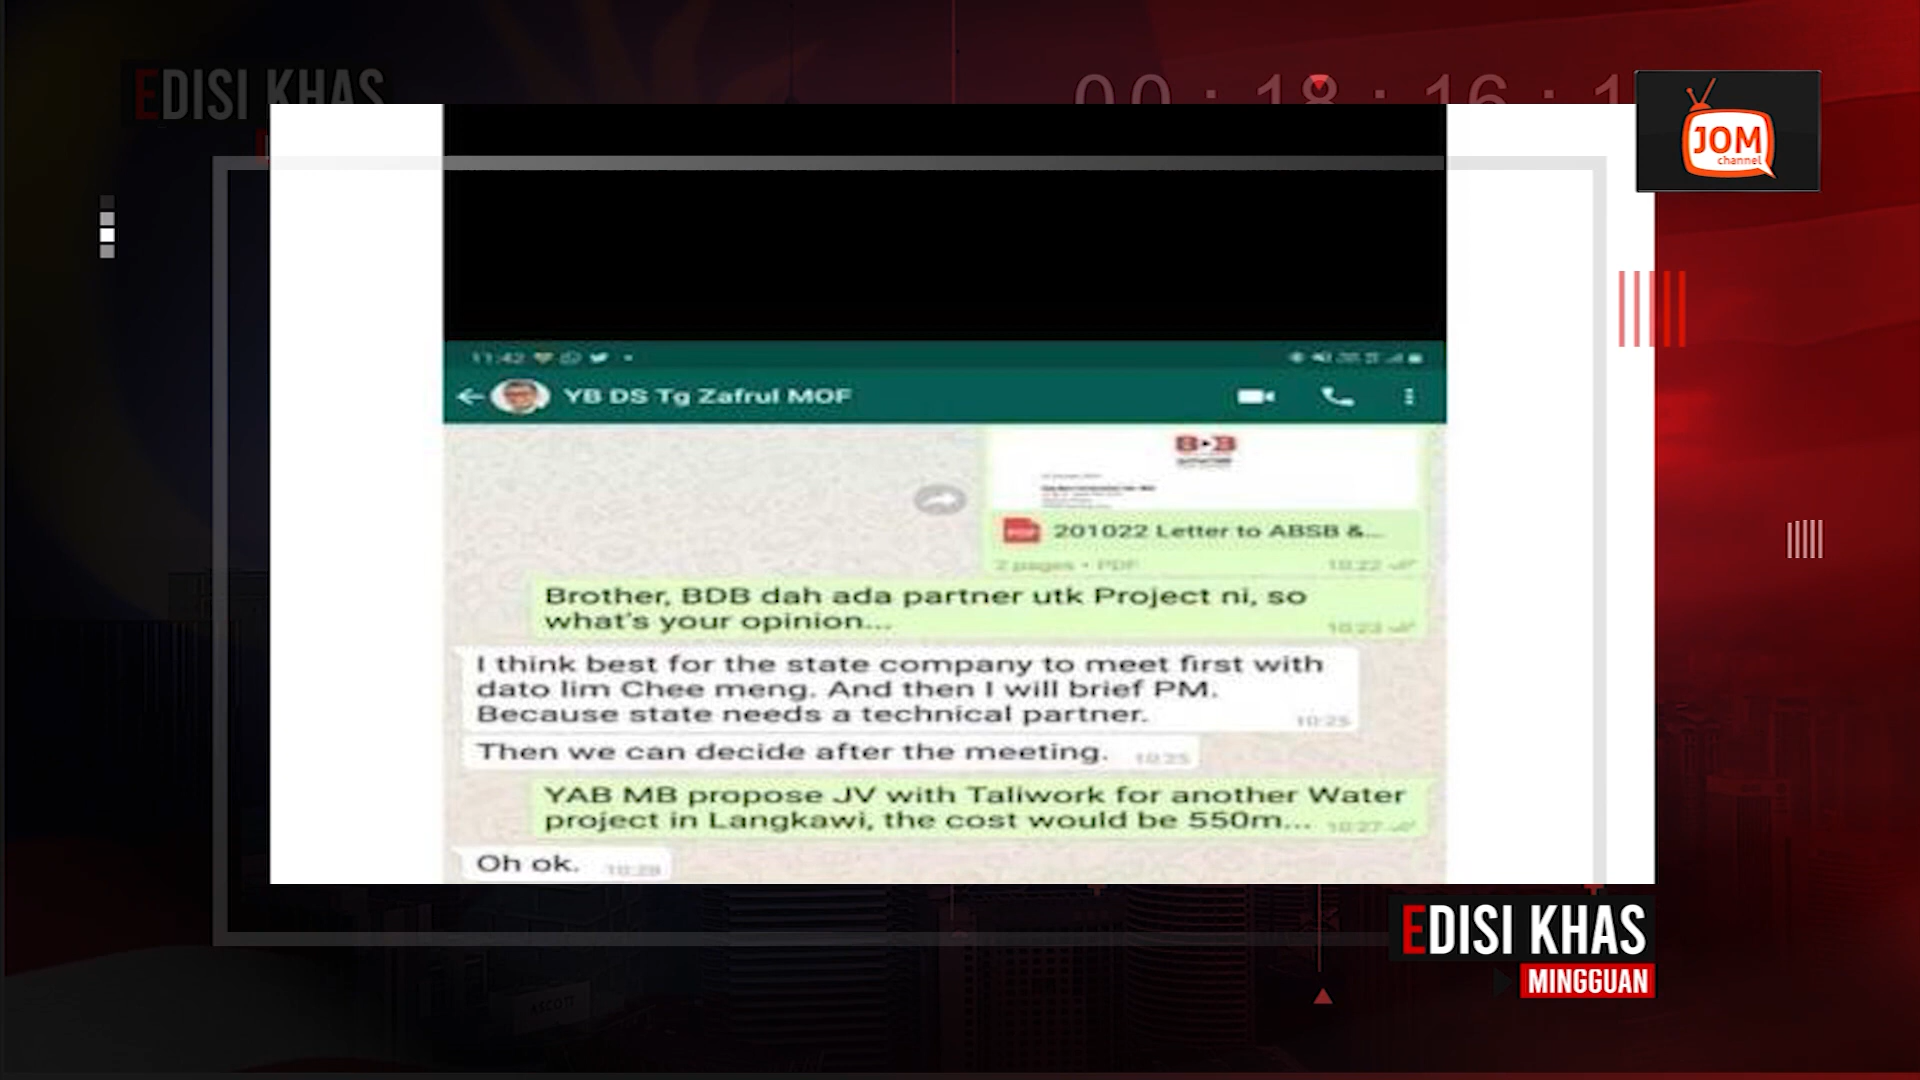 EDISI KHAS
00 : 18 : 16 : 1
JOM
channel
11:42
YB DS Tg Zafrul MOF
B•B
PDF
201022 Letter to ABSB &...
2 pages • PDF 10:22
Brother, BDB dah ada partner utk Project ni, so
what's your opinion... 10:23
I think best for the state company to meet first with
dato lim Chee meng. And then I will brief PM.
Because state needs a technical partner. 10:25
Then we can decide after the meeting. 10:25
YAB MB propose JV with Taliwork for another Water
project in Langkawi, the cost would be 550m... 10:27
Oh ok. 10:28
EDISI KHAS
MINGGUAN
ASCOTT